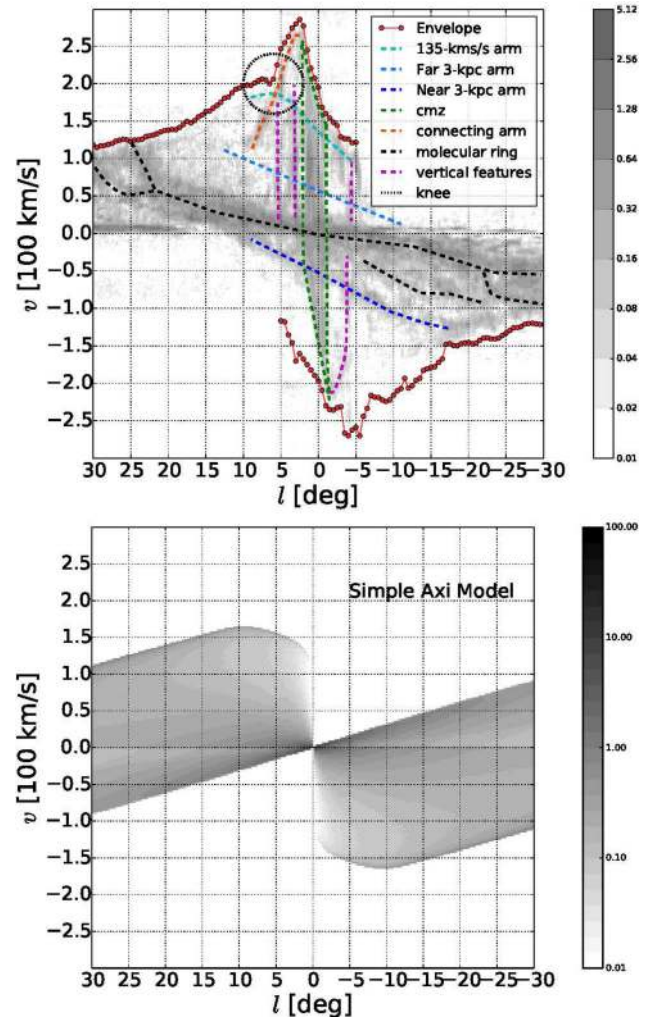 Envelope
135-kms/s arm
Far 3-kpc arm
Near 3-kpc arm
cmz
connecting arm
molecular ring
vertical features
knee
2.5
2.0
1.5
1.0
0.5
0.0
−0.5
−1.0
−1.5
−2.0
−2.5
v [100 km/s]
30 25 20 15 10 5 0 −5 −10 −15 −20 −25 −30
l [deg]
5.12
2.56
1.28
0.64
0.32
0.16
0.08
0.04
0.02
0.01
Simple Axi Model
2.5
2.0
1.5
1.0
0.5
0.0
−0.5
−1.0
−1.5
−2.0
−2.5
v [100 km/s]
30 25 20 15 10 5 0 −5 −10 −15 −20 −25 −30
l [deg]
100.00
10.00
1.00
0.10
0.01